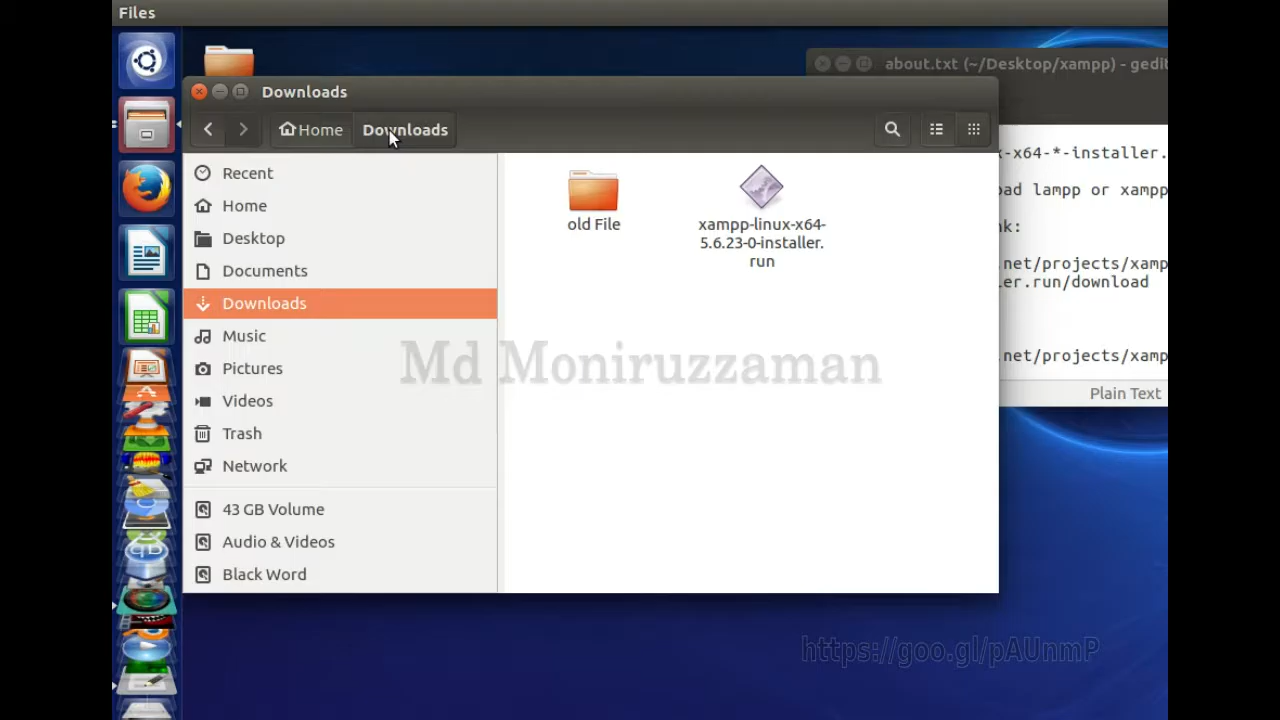 Files
about.txt (~/Desktop/xampp) - gedit
Downloads
Home
Downloads
Recent
Home
Desktop
Documents
Downloads
Music
Pictures
Videos
Trash
Network
43 GB Volume
Audio & Videos
Black Word
old File
xampp-linux-x64-
5.6.23-0-installer.
run
-x64-*-installer.
lampp or xampp
.net/projects/xamp
er.run/download
.net/projects/xamp
Plain Text
Md Moniruzzaman
https://goo.gl/pAUnmP